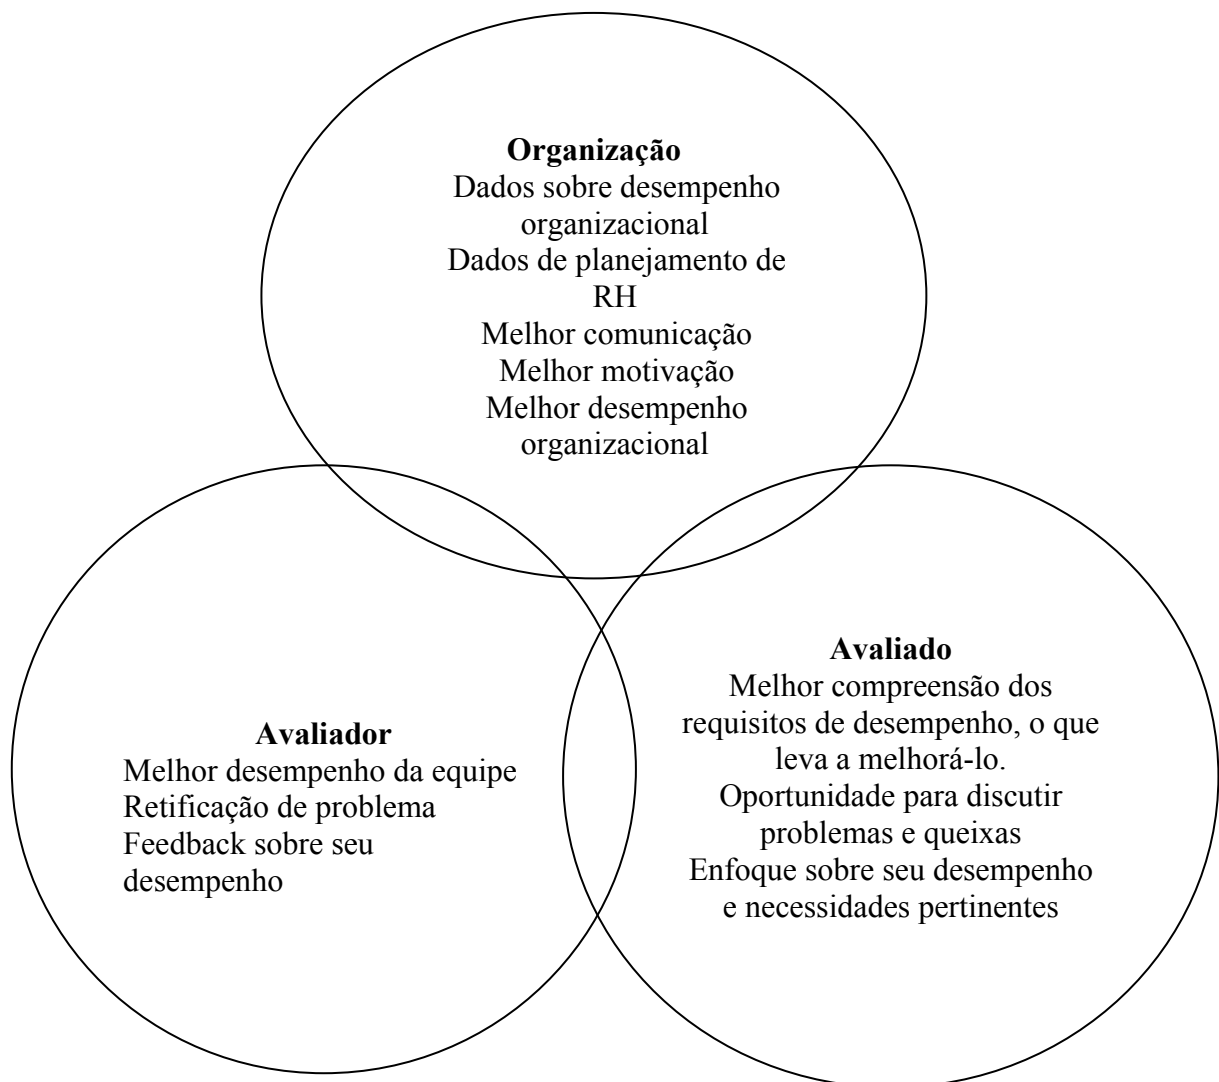 Organização
Dados sobre desempenho
organizacional
Dados de planejamento de
RH
Melhor comunicação
Melhor motivação
Melhor desempenho
organizacional
Avaliador
Melhor desempenho da equipe
Retificação de problema
Feedback sobre seu
desempenho
Avaliado
Melhor compreensão dos
requisitos de desempenho, o que
leva a melhorá-lo.
Oportunidade para discutir
problemas e queixas
Enfoque sobre seu desempenho
e necessidades pertinentes